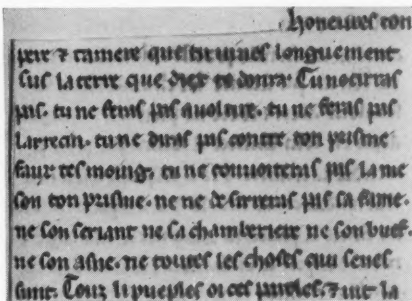 Honeures ton
pere ⁊ ta mere que tu uiues longuement
sus la terre que diex te donra. Tu nocirras
pas. tu ne feras pas auoltire. tu ne feras pas
larrecin. tu ne diras pas contre ton prisme
faux tesmoing. tu ne couuoiteras pas la me
son ton prisme. ne ne desirreras pas sa fame.
ne son seriant ne sa chamberiere ne son buef.
ne son asne. ne toutes les choses qui seues
sunt. Touz li pueples oi ces paroles. ⁊ uit la